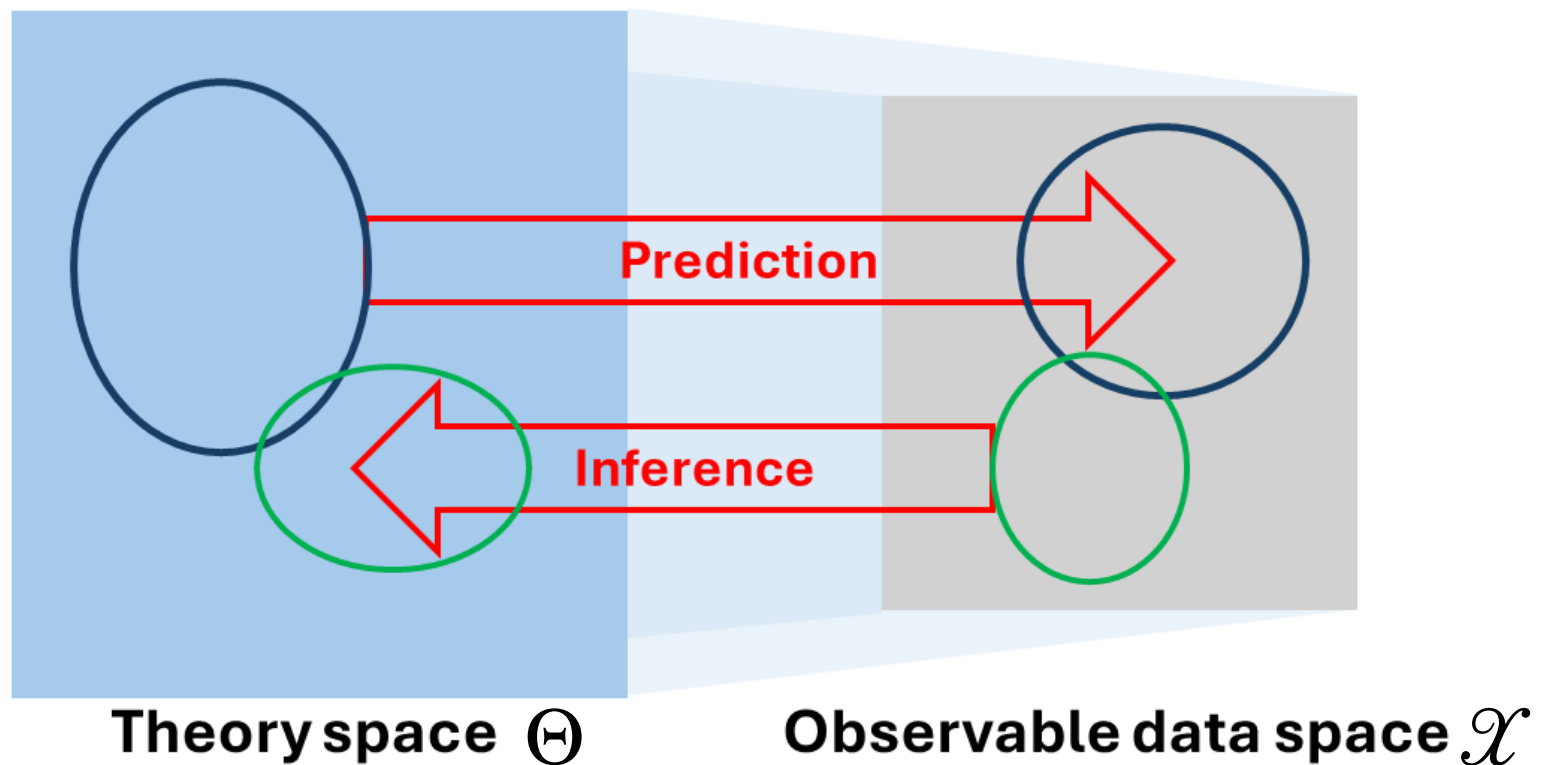 Prediction
Inference
Theory space Θ
Observable data space 𝒳